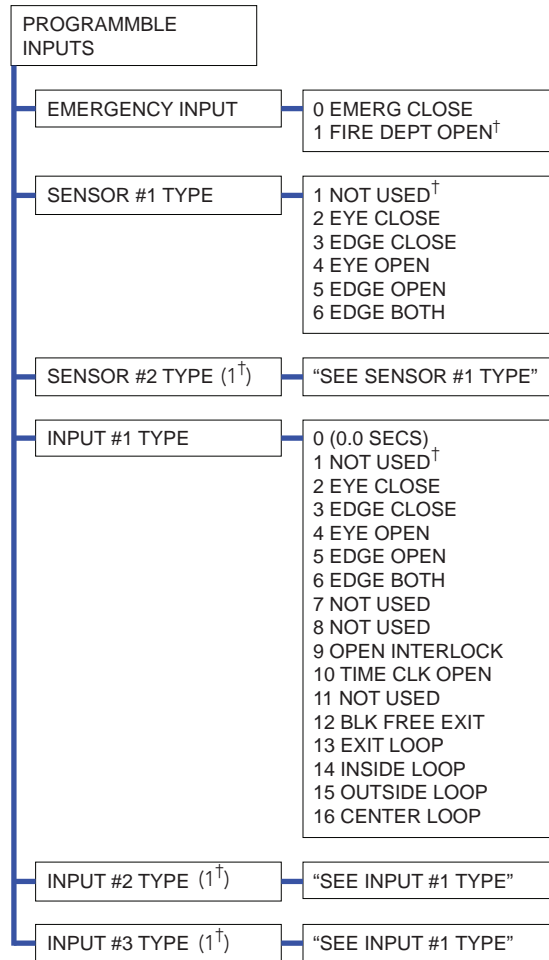 PROGRAMMBLE
INPUTS
EMERGENCY INPUT
0 EMERG CLOSE
1 FIRE DEPT OPEN†
SENSOR #1 TYPE
1 NOT USED†
2 EYE CLOSE
3 EDGE CLOSE
4 EYE OPEN
5 EDGE OPEN
6 EDGE BOTH
SENSOR #2 TYPE (1†)
“SEE SENSOR #1 TYPE”
INPUT #1 TYPE
0 (0.0 SECS)
1 NOT USED†
2 EYE CLOSE
3 EDGE CLOSE
4 EYE OPEN
5 EDGE OPEN
6 EDGE BOTH
7 NOT USED
8 NOT USED
9 OPEN INTERLOCK
10 TIME CLK OPEN
11 NOT USED
12 BLK FREE EXIT
13 EXIT LOOP
14 INSIDE LOOP
15 OUTSIDE LOOP
16 CENTER LOOP
INPUT #2 TYPE (1†)
“SEE INPUT #1 TYPE”
INPUT #3 TYPE (1†)
“SEE INPUT #1 TYPE”